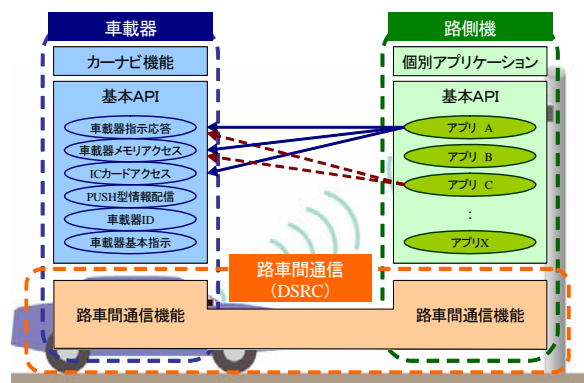 車載器
カーナビ機能
基本API
車載器指示応答
車載器メモリアクセス
ICカードアクセス
PUSH型情報配信
車載器ID
車載器基本指示
路側機
個別アプリケーション
基本API
アプリ A
アプリ B
アプリ C
:
アプリX
路車間通信
(DSRC)
路車間通信機能
路車間通信機能